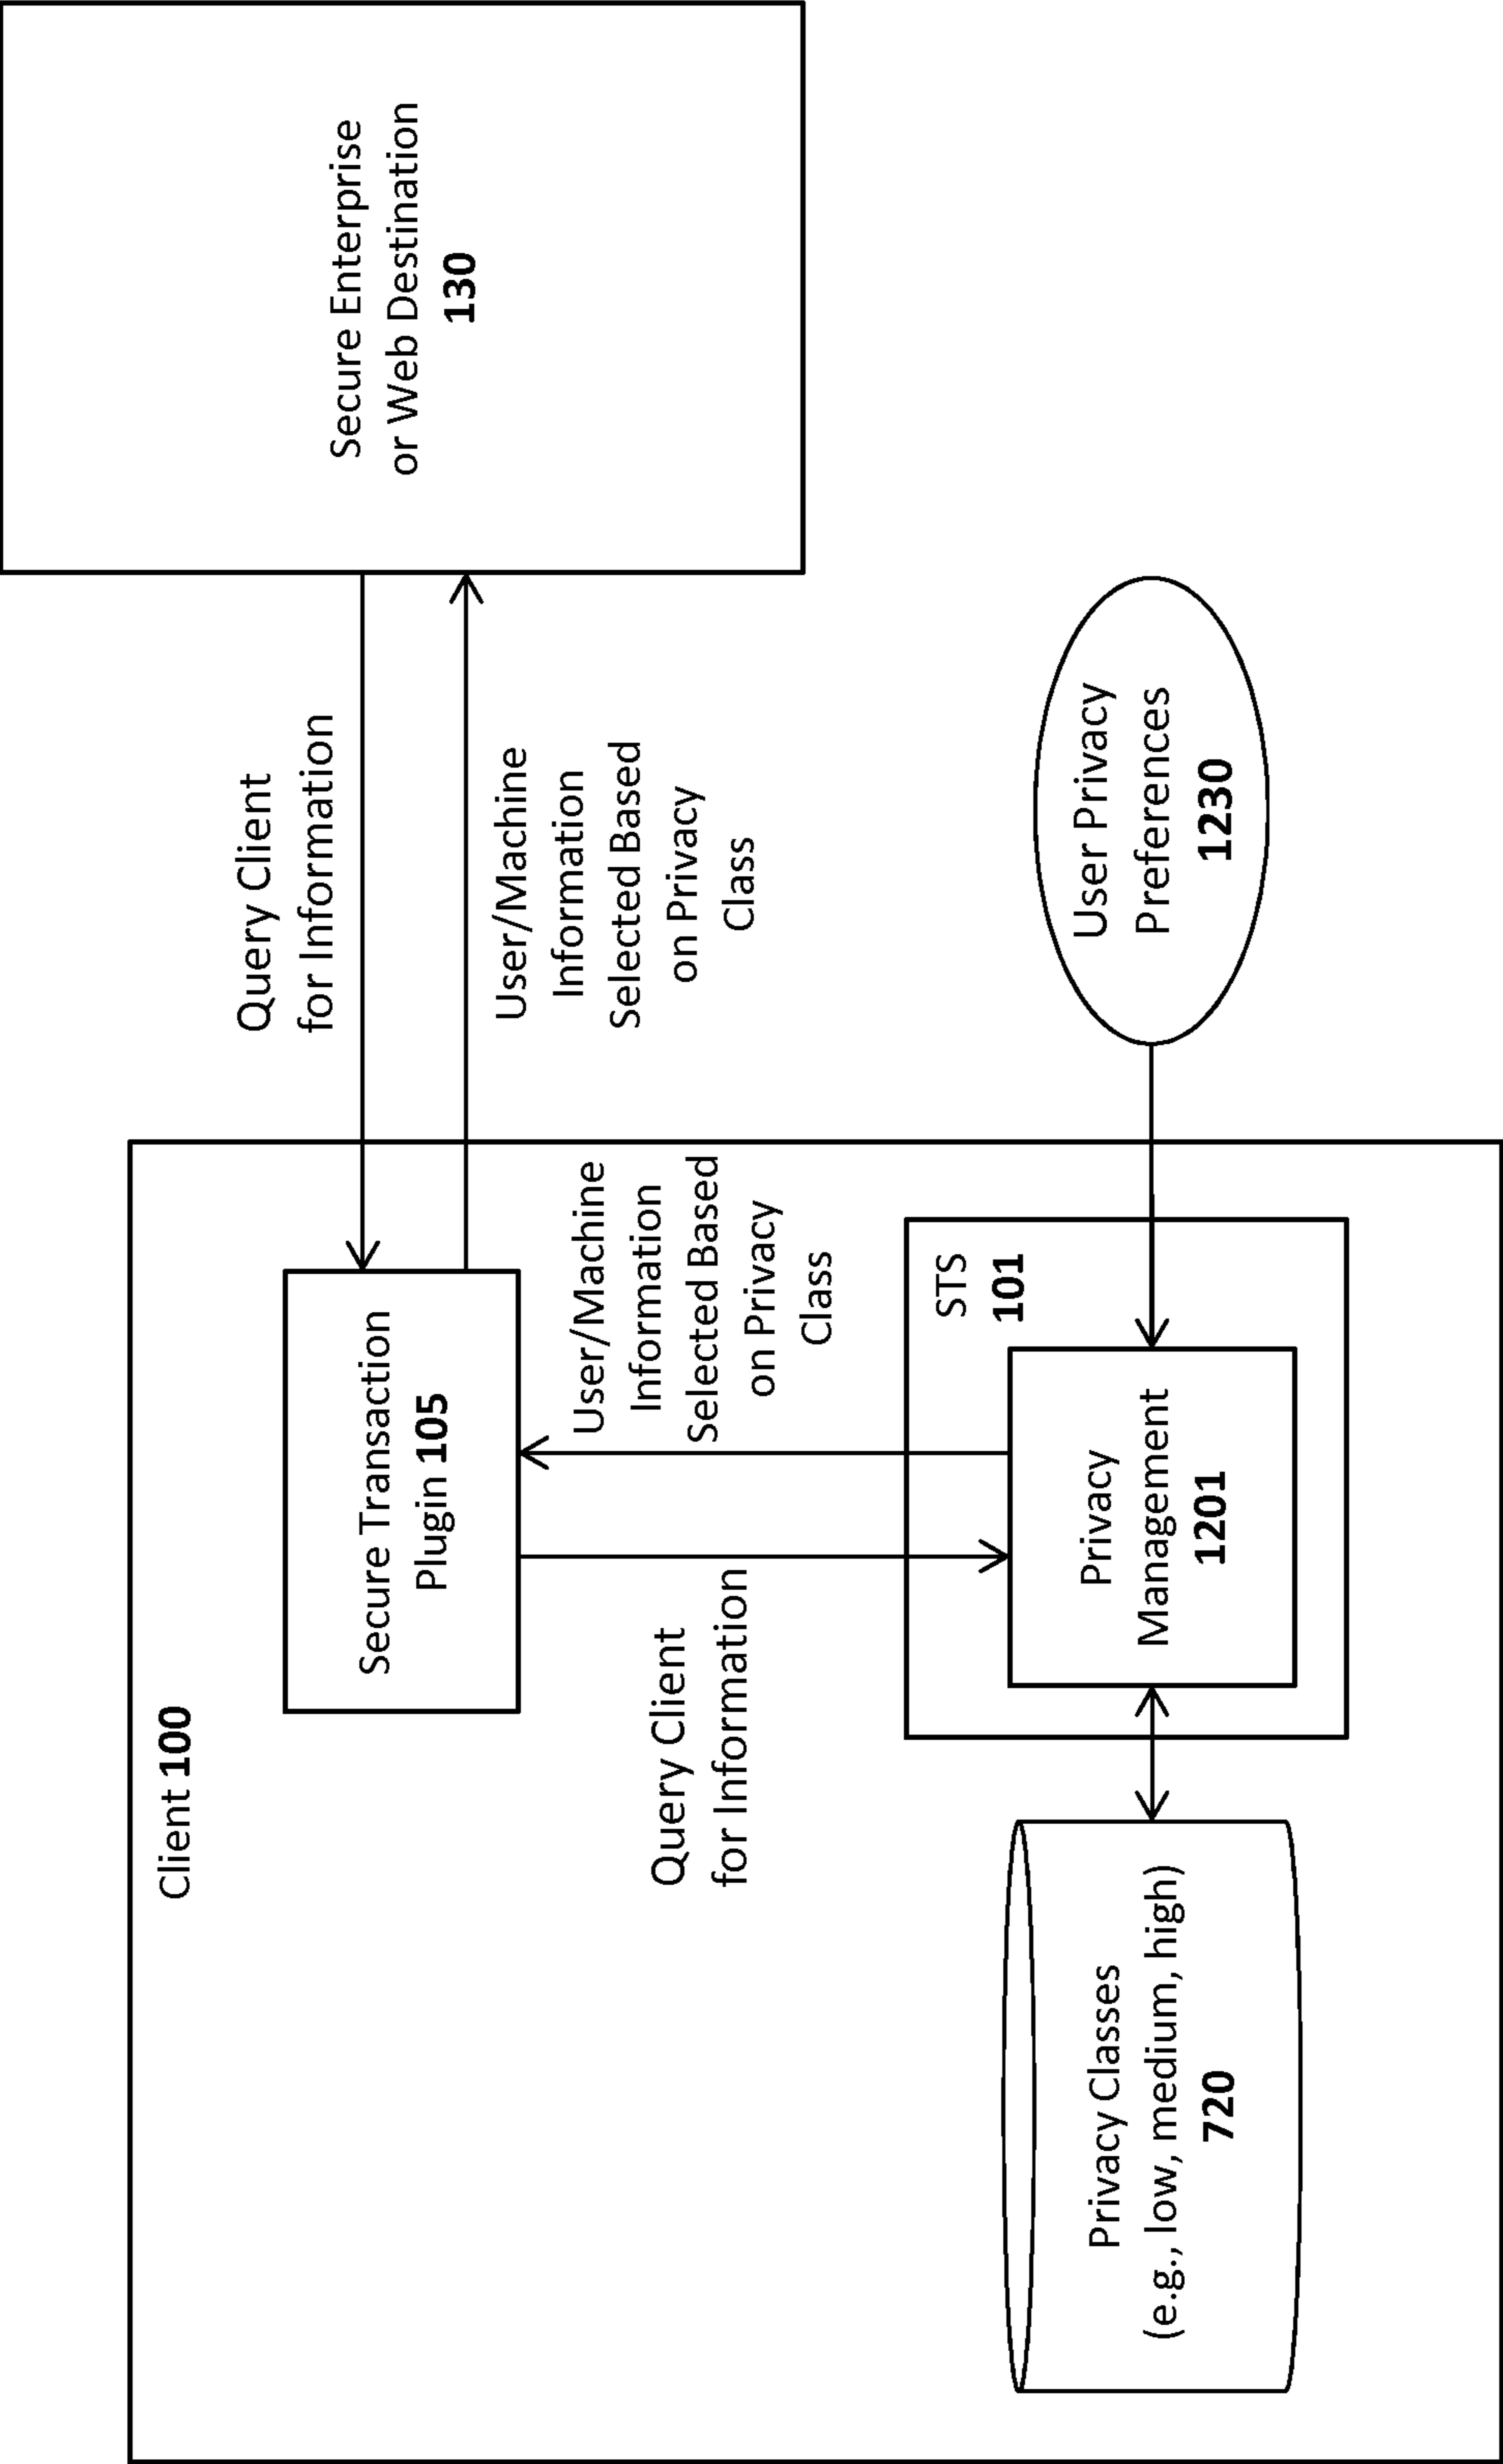 Client 100
Secure Transaction
Plugin 105
Query Client
for Information
User/Machine
Information
Selected Based
on Privacy
Class
Secure Enterprise
or Web Destination
130
Query Client
for Information
User/Machine
Information
Selected Based
on Privacy
Class
STS
101
Privacy
Management
1201
Privacy Classes
(e.g., low, medium, high)
720
User Privacy
Preferences
1230